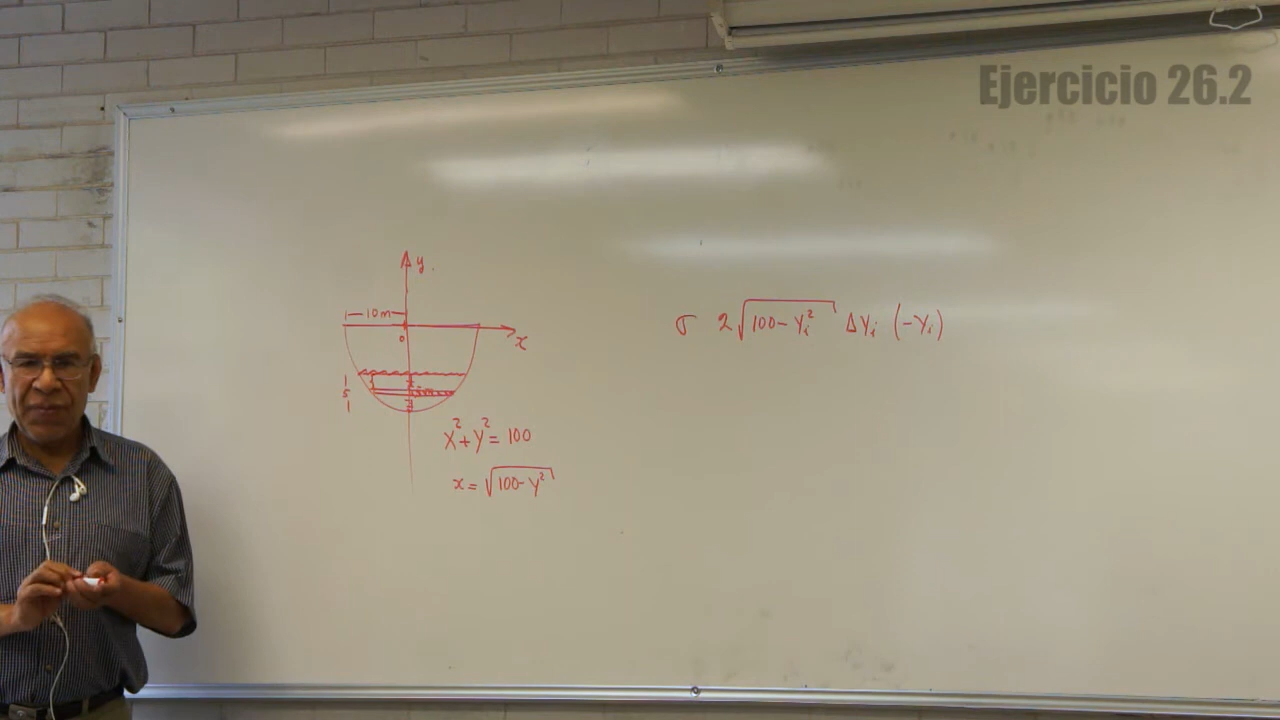 Ejercicio 26.2
y
10m
0
x
5
x² + y² = 100
x = √(100 - y²)
σ 2√(100 - yᵢ²) Δyᵢ (-yᵢ)